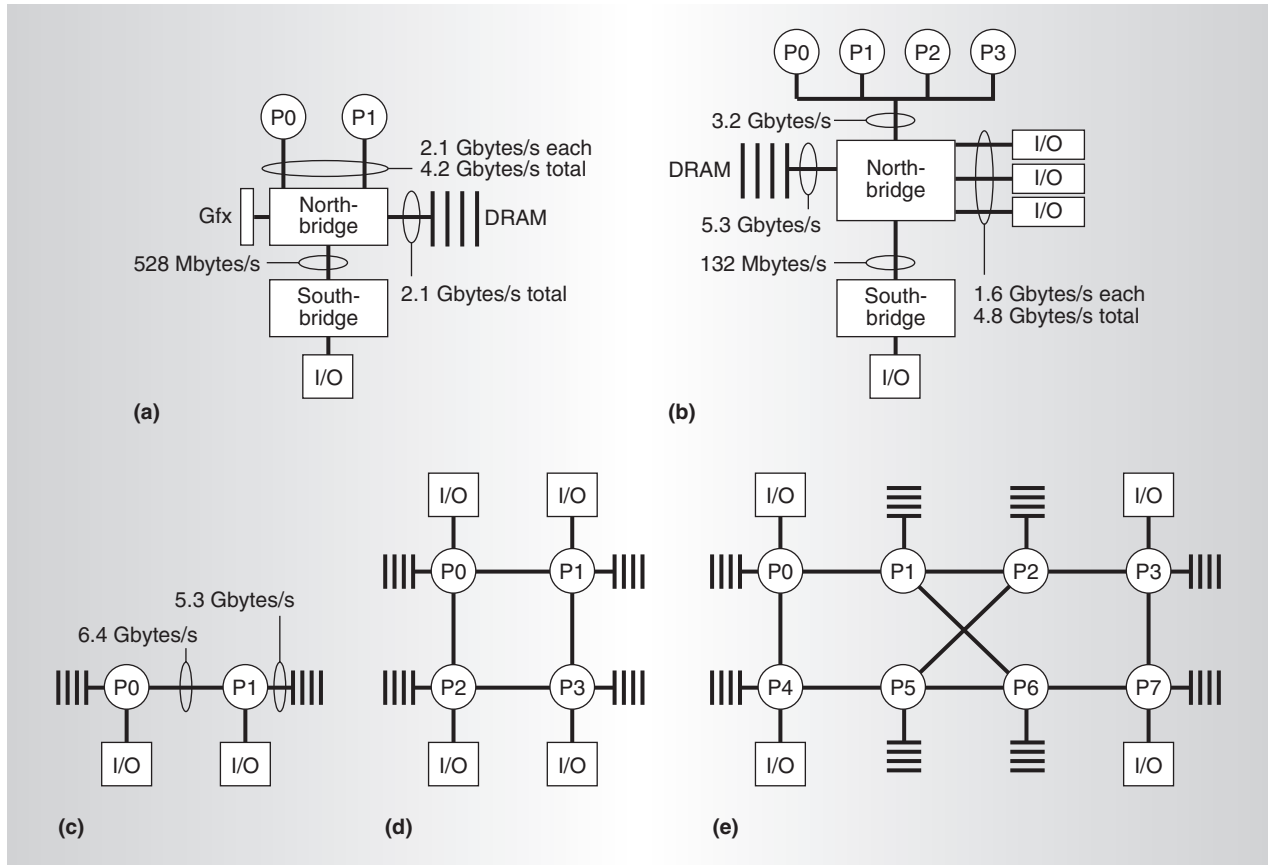 P0
P1
2.1 Gbytes/s each
4.2 Gbytes/s total
Gfx
North-
bridge
DRAM
528 Mbytes/s
2.1 Gbytes/s total
South-
bridge
I/O
(a)
P0
P1
P2
P3
3.2 Gbytes/s
DRAM
North-
bridge
I/O
I/O
I/O
5.3 Gbytes/s
132 Mbytes/s
1.6 Gbytes/s each
4.8 Gbytes/s total
South-
bridge
I/O
(b)
5.3 Gbytes/s
6.4 Gbytes/s
P0
P1
I/O
I/O
(c)
I/O
I/O
P0
P1
P2
P3
I/O
I/O
(d)
I/O
I/O
P0
P1
P2
P3
P4
P5
P6
P7
I/O
I/O
(e)